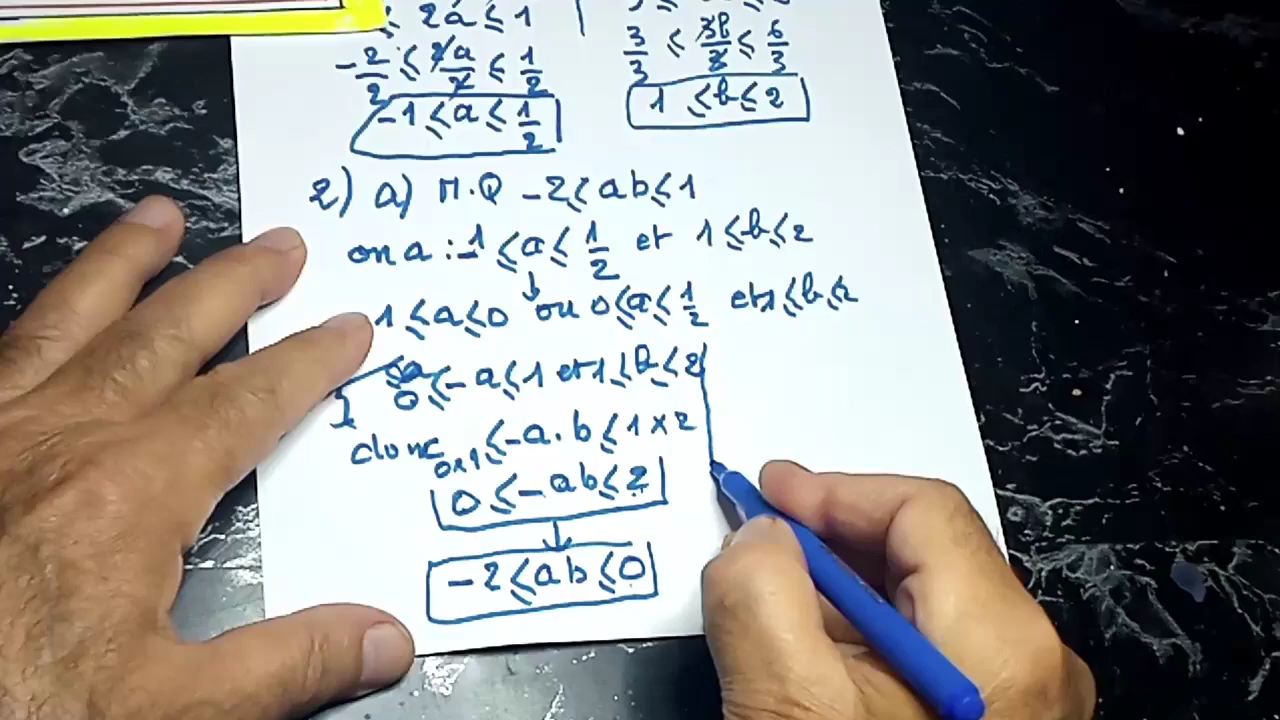 ≤ 2a ≤ 1
-2/2 ≤ 2a/2 ≤ 1/2
-1 ≤ a ≤ 1/2
3/3 ≤ 3b/3 ≤ 6/3
1 ≤ b ≤ 2
2) a) M.Q -2 ≤ ab ≤ 1
on a : -1 ≤ a ≤ 1/2 et 1 ≤ b ≤ 2
1 ≤ a ≤ 0 ou 0 ≤ a ≤ 1/2 et 1 ≤ b ≤ 2
0 ≤ -a ≤ 1 et 1 ≤ b ≤ 2
donc 0×1 ≤ -a.b ≤ 1×2
0 ≤ -ab ≤ 2
-2 ≤ ab ≤ 0